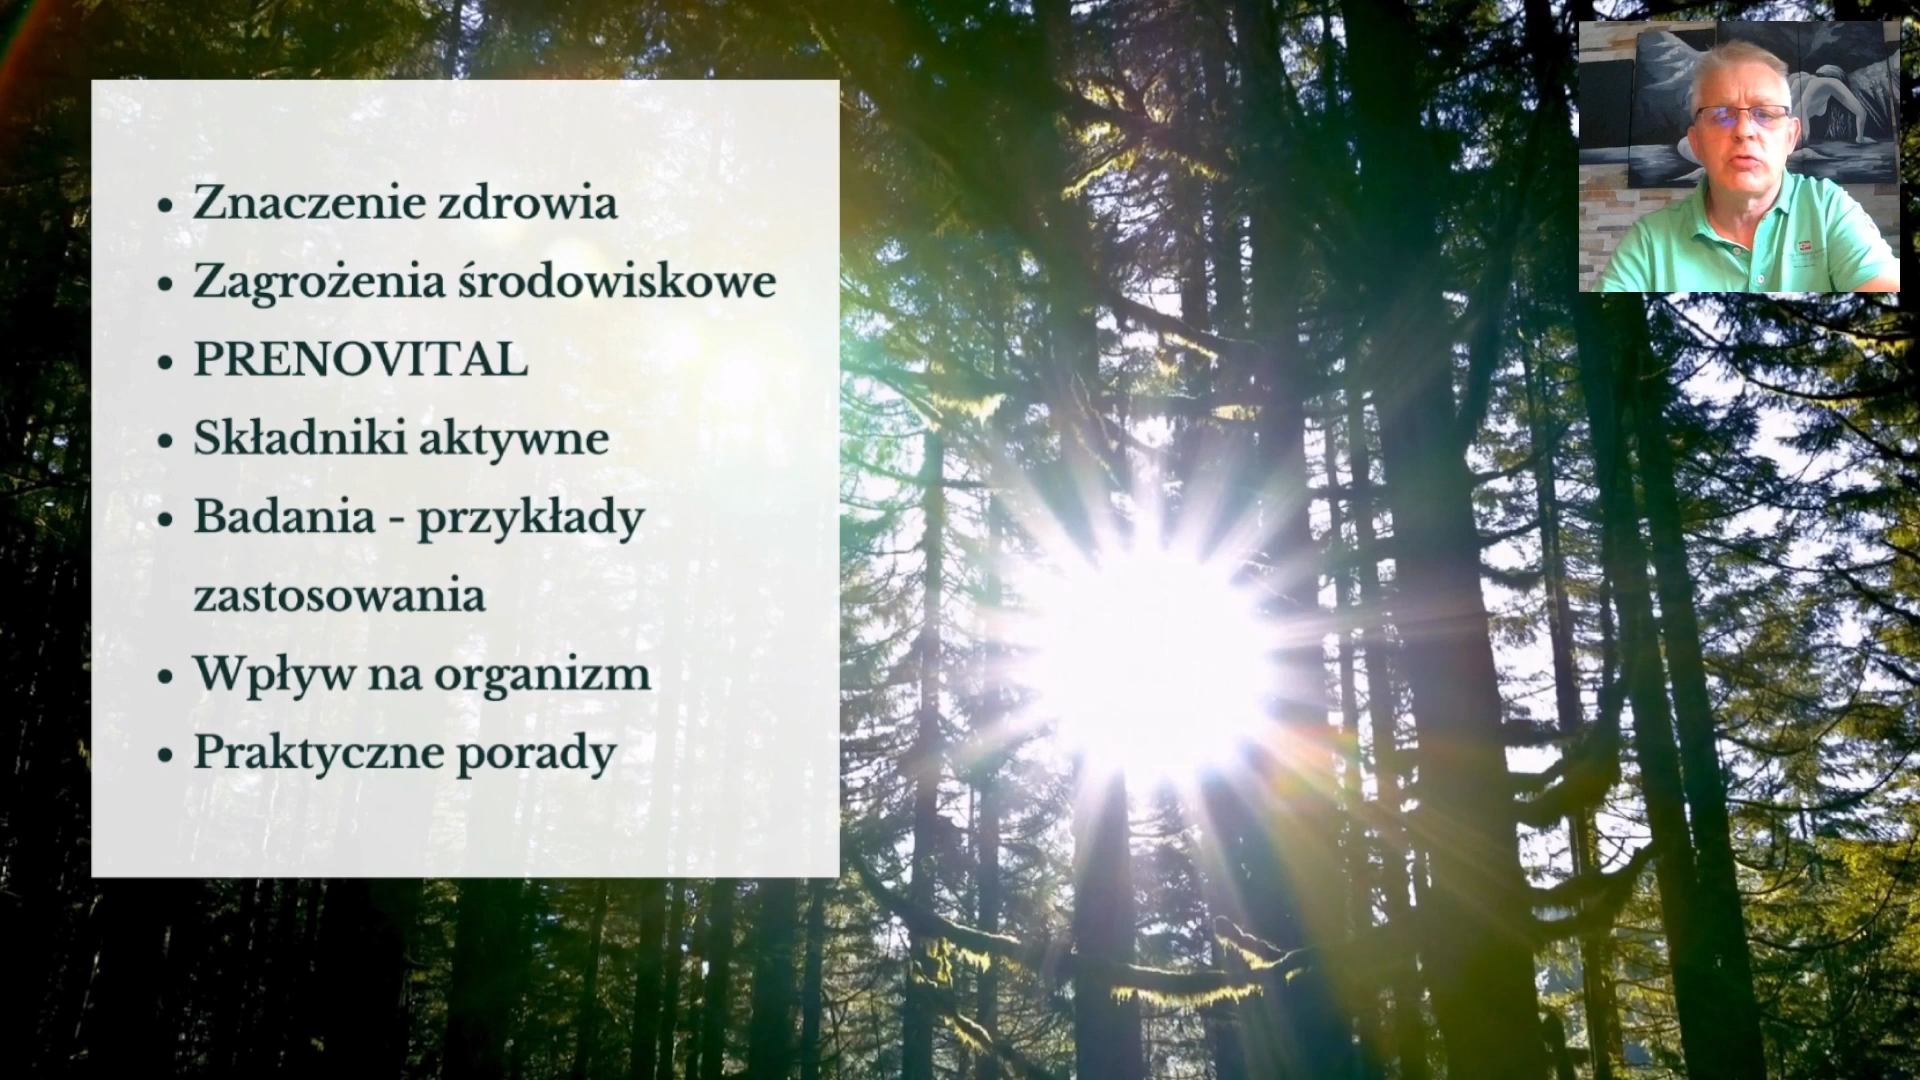 • Znaczenie zdrowia
• Zagrożenia środowiskowe
• PRENOVITAL
• Składniki aktywne
• Badania - przykłady
zastosowania
• Wpływ na organizm
• Praktyczne porady